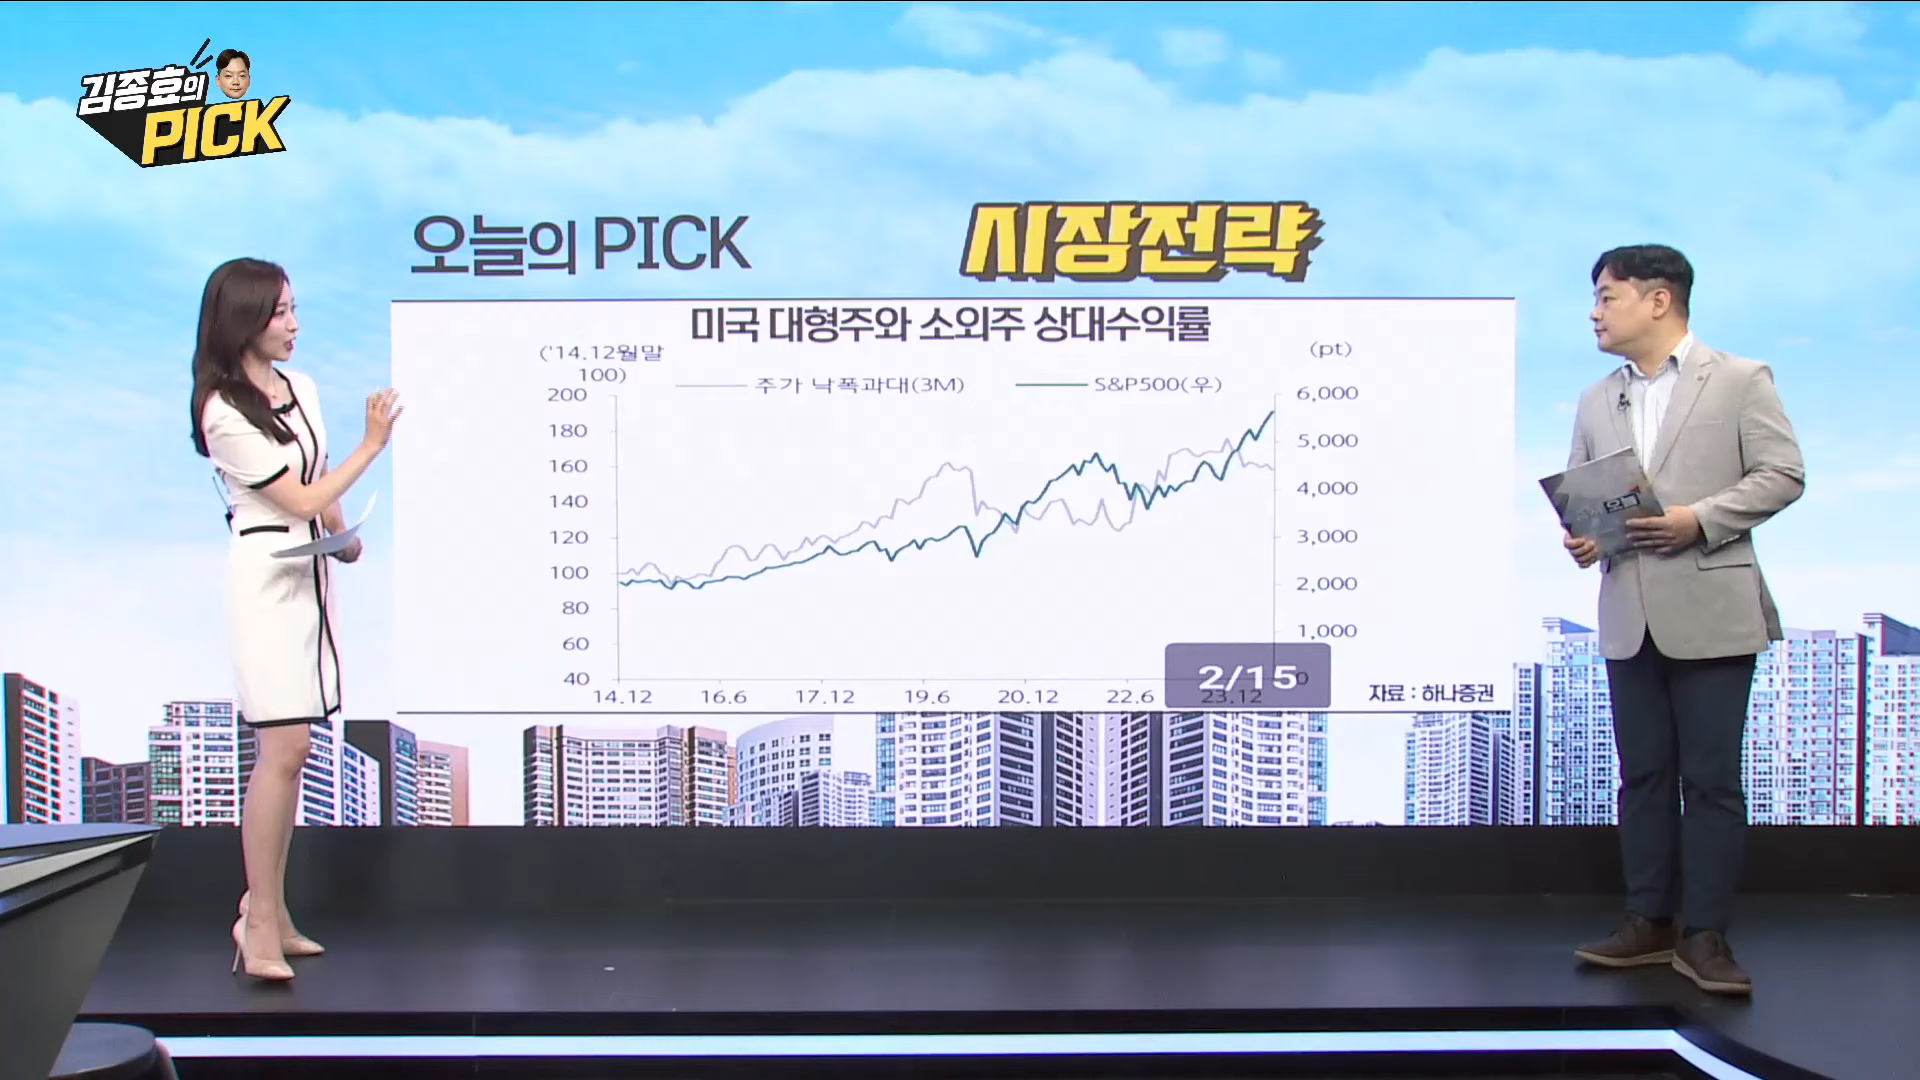 김종효의
PICK
오늘의 PICK
시장전략
미국 대형주와 소외주 상대수익률
('14.12월말
100)
(pt)
주가 낙폭과대(3M)
S&P500(우)
200
180
160
140
120
100
80
60
40
6,000
5,000
4,000
3,000
2,000
1,000
0
14.12
16.6
17.12
19.6
20.12
22.6
23.12
2/15
자료 : 하나증권
오늘